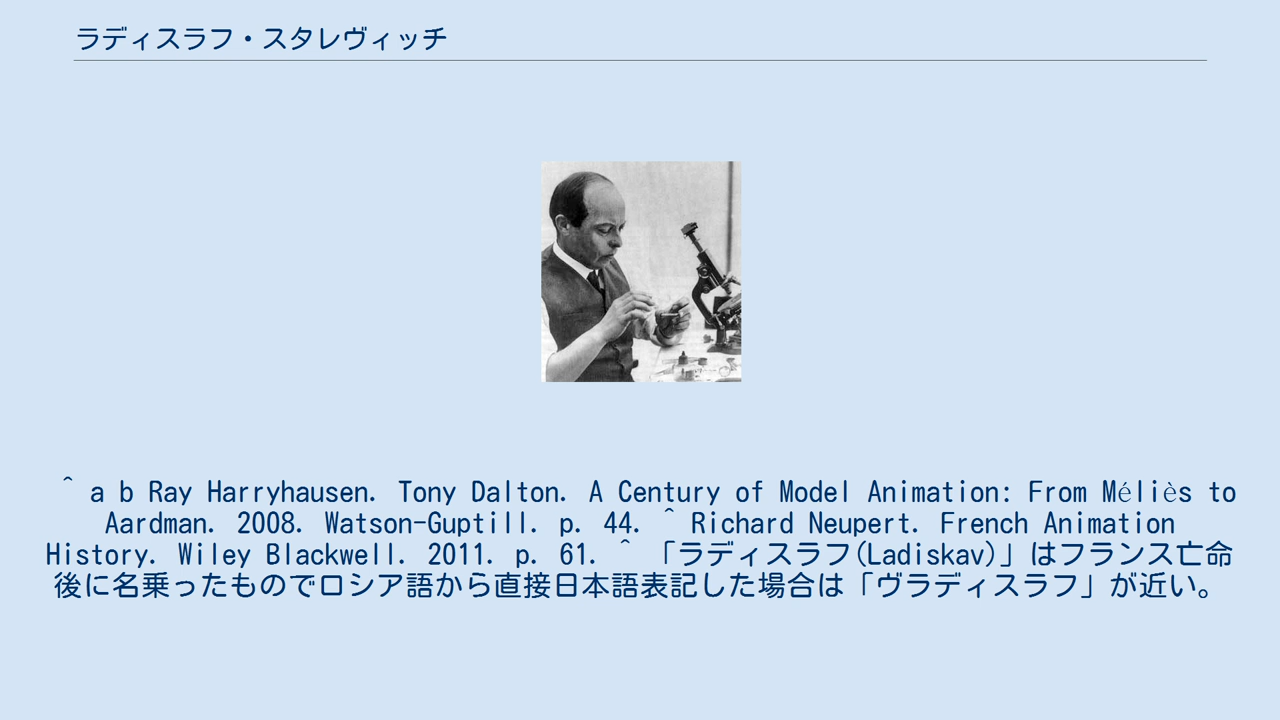 ラディスラフ・スタレヴィッチ
^ a b Ray Harryhausen. Tony Dalton. A Century of Model Animation: From Méliès to
Aardman. 2008. Watson-Guptill. p. 44. ^ Richard Neupert. French Animation
History. Wiley Blackwell. 2011. p. 61. ^ 「ラディスラフ(Ladiskav)」はフランス亡命
後に名乗ったものでロシア語から直接日本語表記した場合は「ヴラディスラフ」が近い。